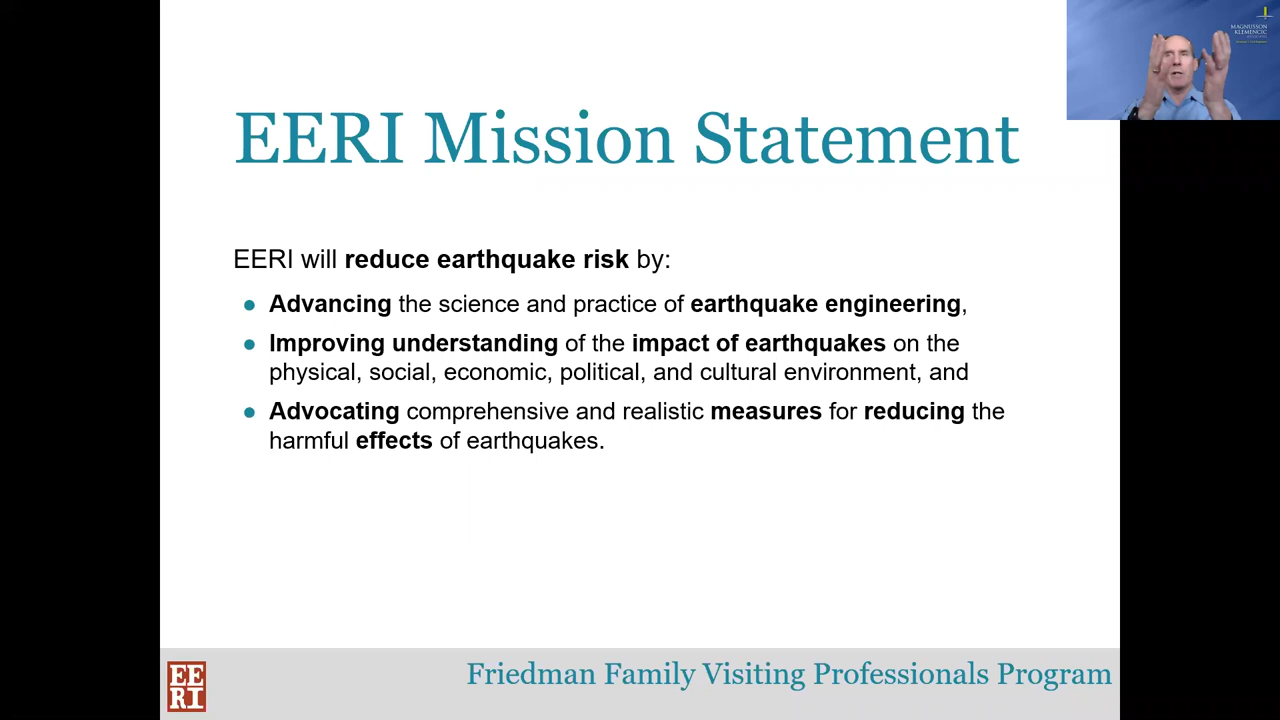 MAGNUSSON
KLEMENCIC
EERI Mission Statement
EERI will reduce earthquake risk by:
● Advancing the science and practice of earthquake engineering,
● Improving understanding of the impact of earthquakes on the
physical, social, economic, political, and cultural environment, and
● Advocating comprehensive and realistic measures for reducing the
harmful effects of earthquakes.
EE
RI
Friedman Family Visiting Professionals Program